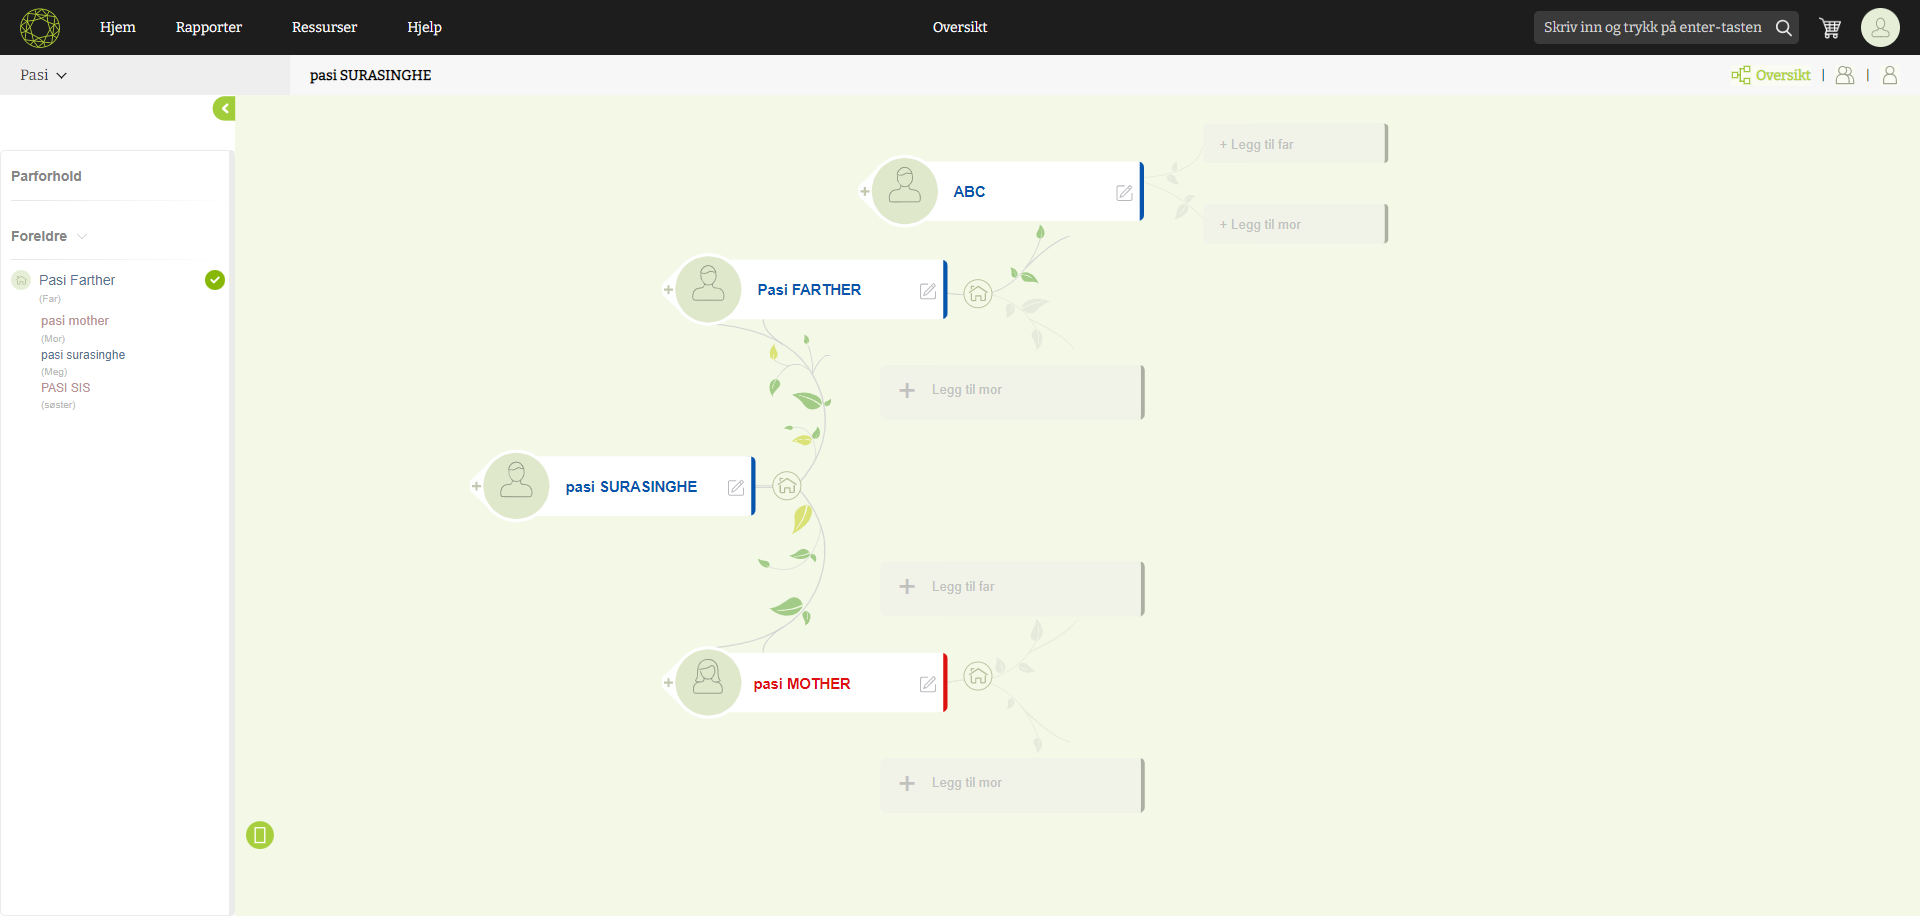 Hjem
Rapporter
Ressurser
Hjelp
Oversikt
Skriv inn og trykk på enter-tasten
Pasi
pasi SURASINGHE
Oversikt
Parforhold
Foreldre
Pasi Farther
(Far)
pasi mother
(Mor)
pasi surasinghe
(Meg)
PASI SIS
(søster)
+ Legg til far
ABC
+ Legg til mor
Pasi FARTHER
Legg til mor
pasi SURASINGHE
Legg til far
pasi MOTHER
Legg til mor